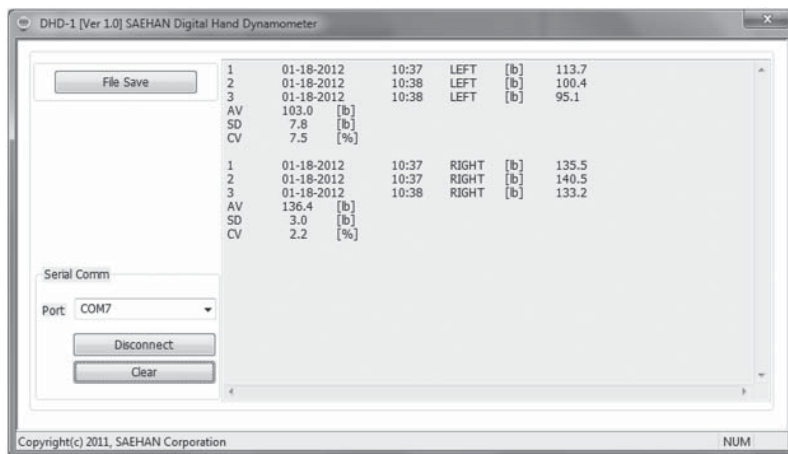 DHD-1 [Ver 1.0] SAEHAN Digital Hand Dynamometer
x
File Save
1 01-18-2012 10:37 LEFT [lb] 113.7
2 01-18-2012 10:38 LEFT [lb] 100.4
3 01-18-2012 10:38 LEFT [lb] 95.1
AV 103.0 [lb]
SD 7.8 [lb]
CV 7.5 [%]
1 01-18-2012 10:37 RIGHT [lb] 135.5
2 01-18-2012 10:37 RIGHT [lb] 140.5
3 01-18-2012 10:38 RIGHT [lb] 133.2
AV 136.4 [lb]
SD 3.0 [lb]
CV 2.2 [%]
Serial Comm
Port COM7
Disconnect
Clear
Copyright(c) 2011, SAEHAN Corporation NUM